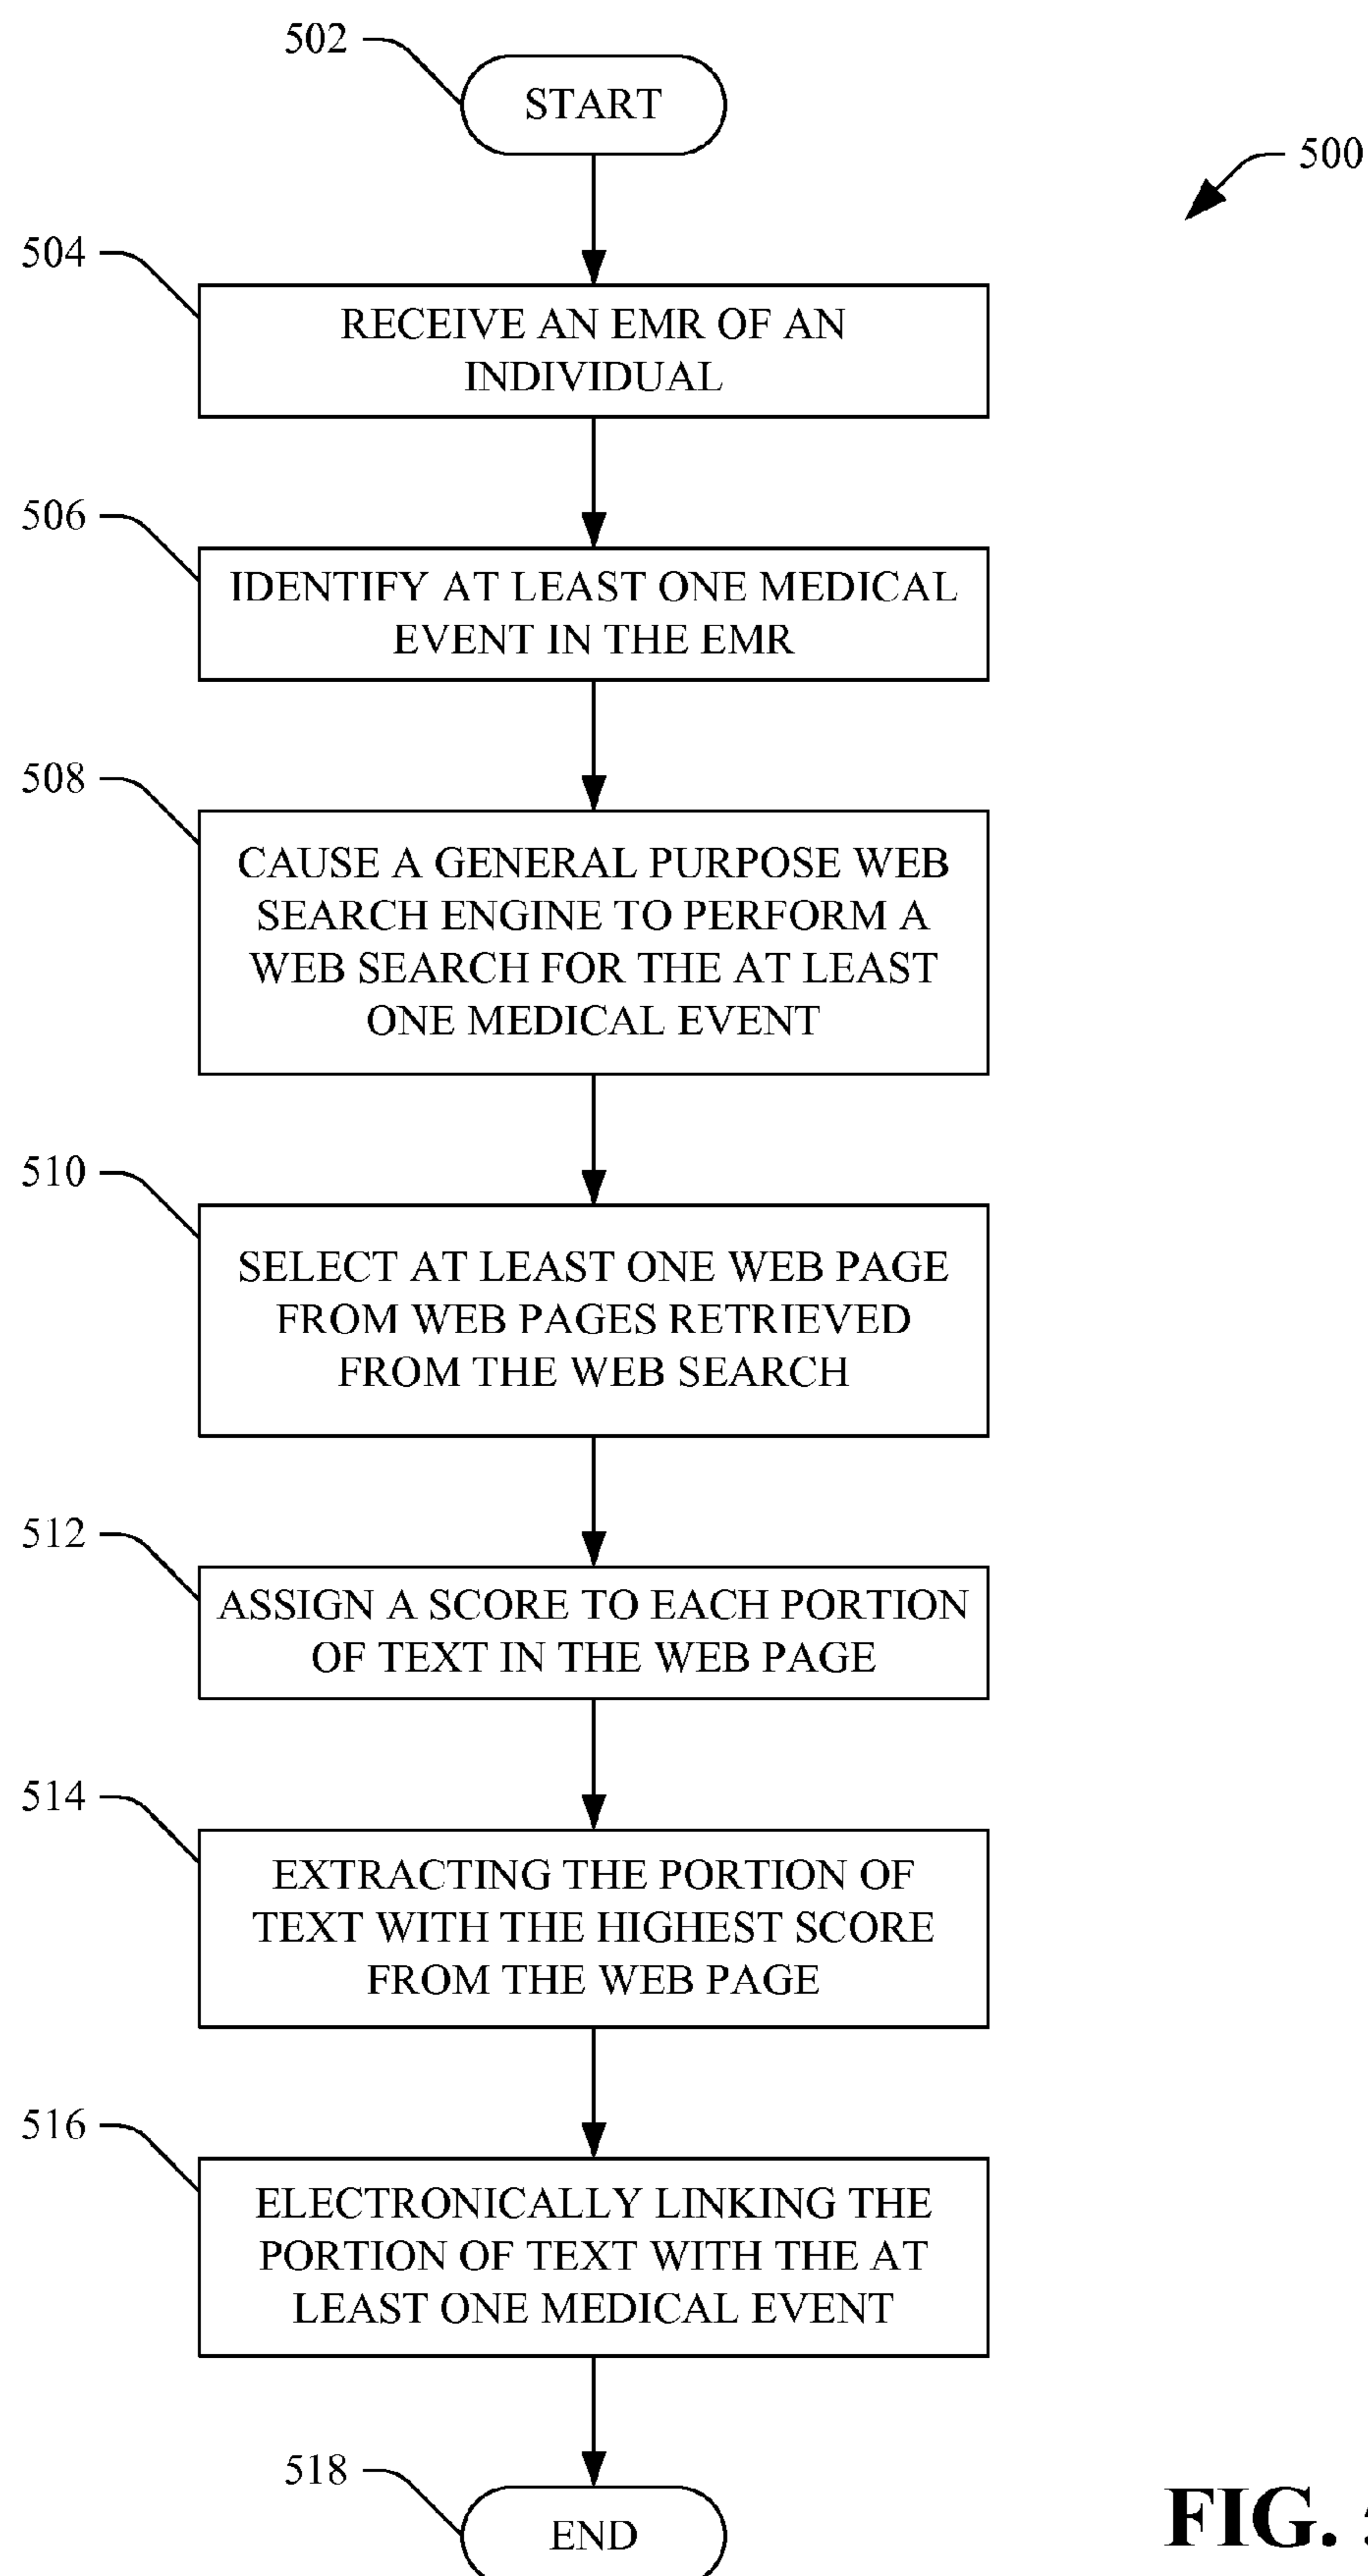 502
START
500
504
RECEIVE AN EMR OF AN
INDIVIDUAL
506
IDENTIFY AT LEAST ONE MEDICAL
EVENT IN THE EMR
508
CAUSE A GENERAL PURPOSE WEB
SEARCH ENGINE TO PERFORM A
WEB SEARCH FOR THE AT LEAST
ONE MEDICAL EVENT
510
SELECT AT LEAST ONE WEB PAGE
FROM WEB PAGES RETRIEVED
FROM THE WEB SEARCH
512
ASSIGN A SCORE TO EACH PORTION
OF TEXT IN THE WEB PAGE
514
EXTRACTING THE PORTION OF
TEXT WITH THE HIGHEST SCORE
FROM THE WEB PAGE
516
ELECTRONICALLY LINKING THE
PORTION OF TEXT WITH THE AT
LEAST ONE MEDICAL EVENT
518
END
FIG.